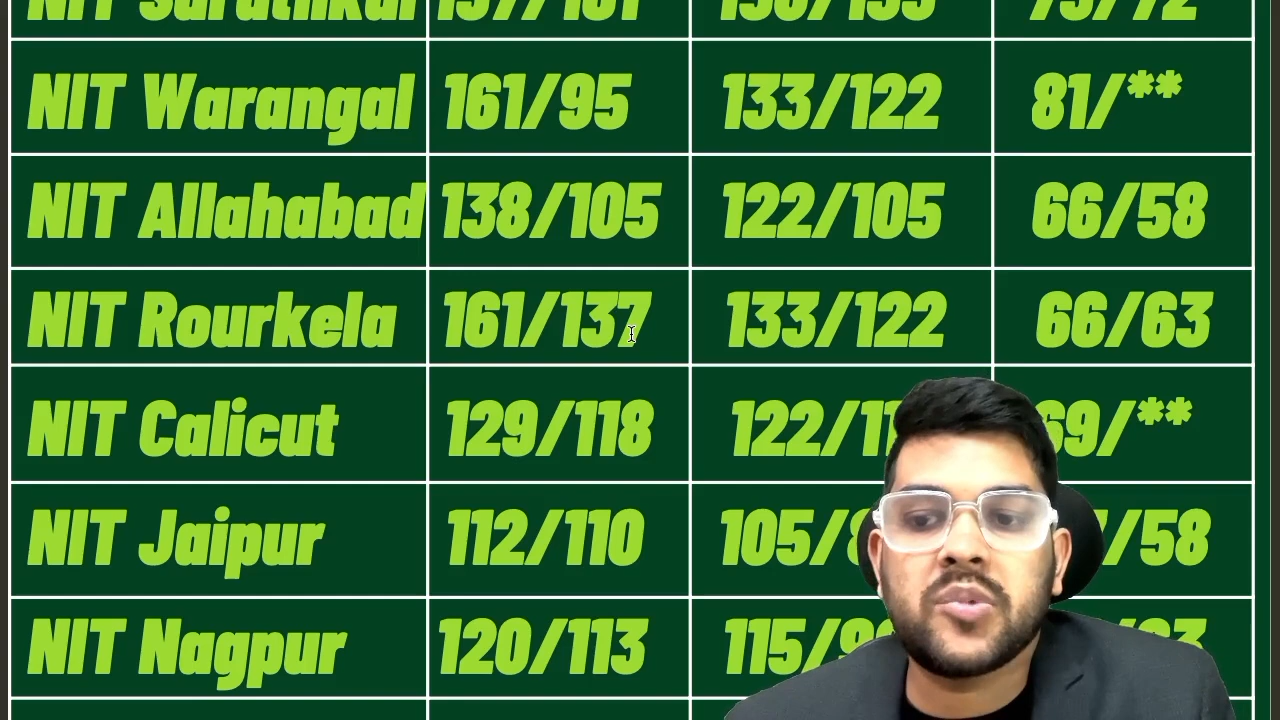 NIT Warangal 161/95 133/122 81/**
NIT Allahabad 138/105 122/105 66/58
NIT Rourkela 161/137 133/122 66/63
NIT Calicut 129/118 69/**
NIT Jaipur 112/110
NIT Nagpur 120/113